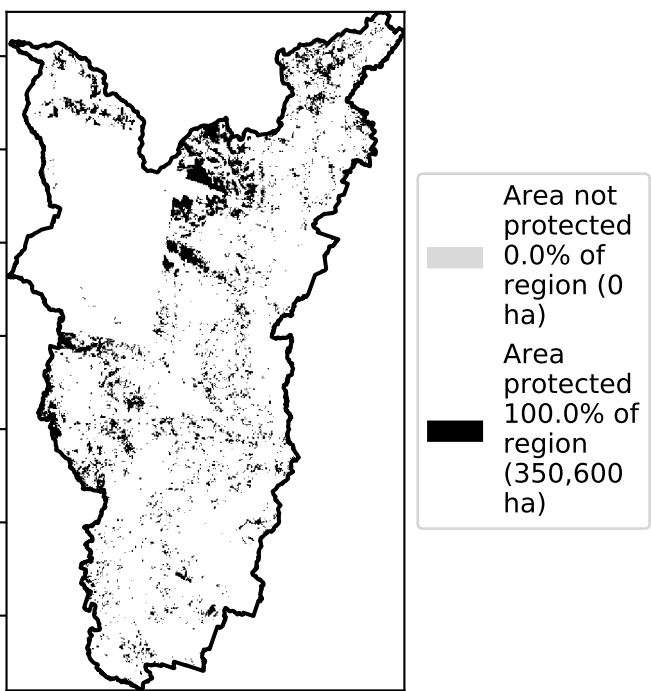 Area not
protected
0.0% of
region (0
ha)
Area
protected
100.0% of
region
(350,600
ha)